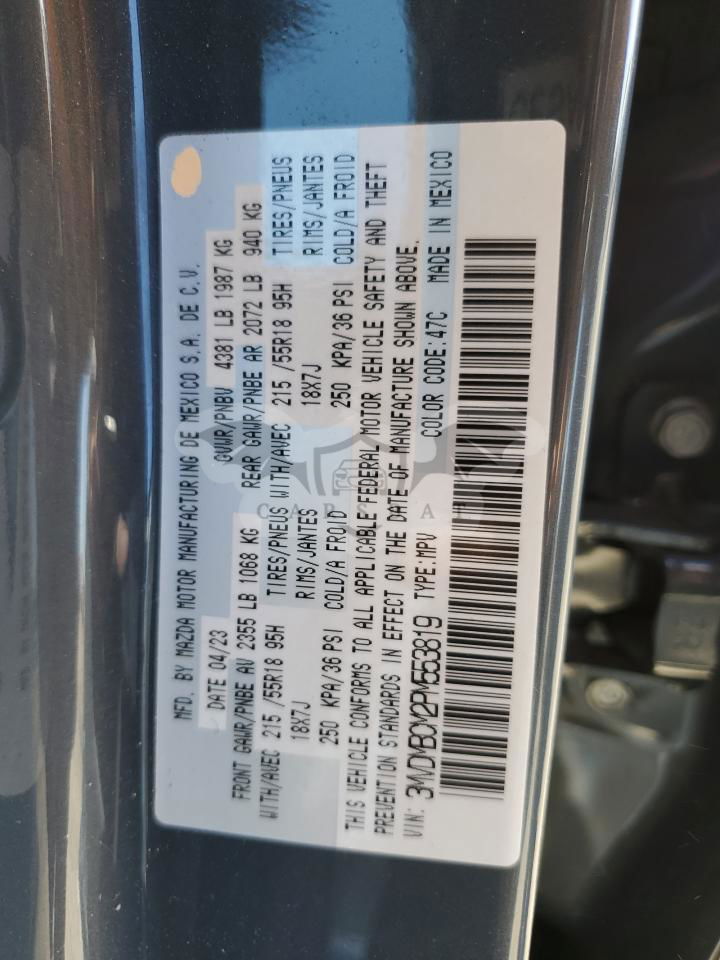 MFD. BY MAZDA MOTOR MANUFACTURING DE MEXICO S.A. DE C.V.
DATE 04/23 GVWR/PNBV 4381 LB 1987 KG
FRONT GAWR/PNBE AV 2355 LB 1068 KG REAR GAWR/PNBE AR 2072 LB 940 KG
WITH/AVEC 215 /55R18 95H TIRES/PNEUS WITH/AVEC 215 /55R18 95H TIRES/PNEUS
18X7J RIMS/JANTES 18X7J RIMS/JANTES
250 KPA/36 PSI COLD/A FROID 250 KPA/36 PSI COLD/A FROID
THIS VEHICLE CONFORMS TO ALL APPLICABLE FEDERAL MOTOR VEHICLE SAFETY AND THEFT
PREVENTION STANDARDS IN EFFECT ON THE DATE OF MANUFACTURE SHOWN ABOVE.
VIN: 3MVDMBCM2PM553819 TYPE:MPV COLOR CODE:47C MADE IN MEXICO